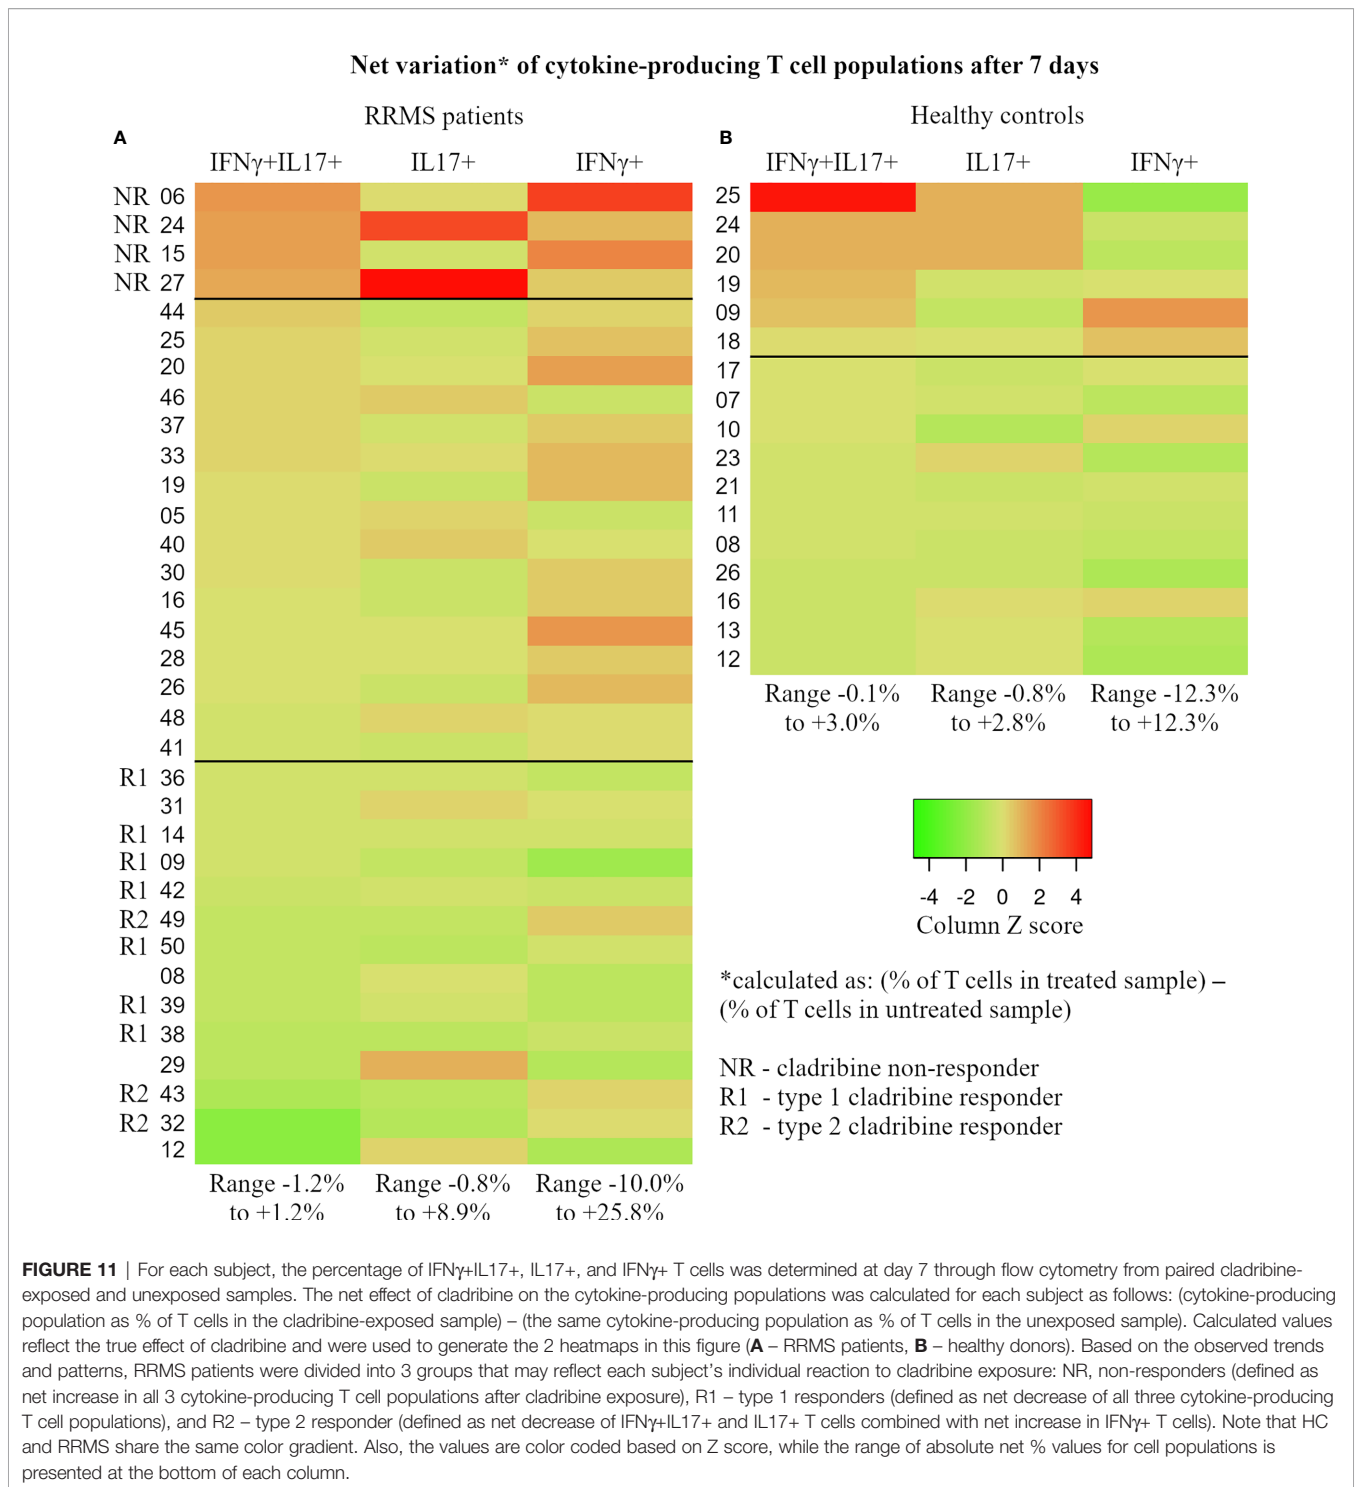 Net variation* of cytokine-producing T cell populations after 7 days
RRMS patients
A
IFNγ+IL17+ IL17+ IFNγ+
NR 06
NR 24
NR 15
NR 27
44
25
20
46
37
33
19
05
40
30
16
45
28
26
48
41
R1 36
31
R1 14
R1 09
R1 42
R2 49
R1 50
08
R1 39
R1 38
29
R2 43
R2 32
12
Range -1.2% Range -0.8% Range -10.0%
to +1.2% to +8.9% to +25.8%
Healthy controls
B
IFNγ+IL17+ IL17+ IFNγ+
25
24
20
19
09
18
17
07
10
23
21
11
08
26
16
13
12
Range -0.1% Range -0.8% Range -12.3%
to +3.0% to +2.8% to +12.3%
-4 -2 0 2 4
Column Z score
*calculated as: (% of T cells in treated sample) –
(% of T cells in untreated sample)
NR - cladribine non-responder
R1 - type 1 cladribine responder
R2 - type 2 cladribine responder
FIGURE 11 | For each subject, the percentage of IFNγ+IL17+, IL17+, and IFNγ+ T cells was determined at day 7 through flow cytometry from paired cladribine-
exposed and unexposed samples. The net effect of cladribine on the cytokine-producing populations was calculated for each subject as follows: (cytokine-producing
population as % of T cells in the cladribine-exposed sample) – (the same cytokine-producing population as % of T cells in the unexposed sample). Calculated values
reflect the true effect of cladribine and were used to generate the 2 heatmaps in this figure (A – RRMS patients, B – healthy donors). Based on the observed trends
and patterns, RRMS patients were divided into 3 groups that may reflect each subject's individual reaction to cladribine exposure: NR, non-responders (defined as
net increase in all 3 cytokine-producing T cell populations after cladribine exposure), R1 – type 1 responders (defined as net decrease of all three cytokine-producing
T cell populations), and R2 – type 2 responder (defined as net decrease of IFNγ+IL17+ and IL17+ T cells combined with net increase in IFNγ+ T cells). Note that HC
and RRMS share the same color gradient. Also, the values are color coded based on Z score, while the range of absolute net % values for cell populations is
presented at the bottom of each column.